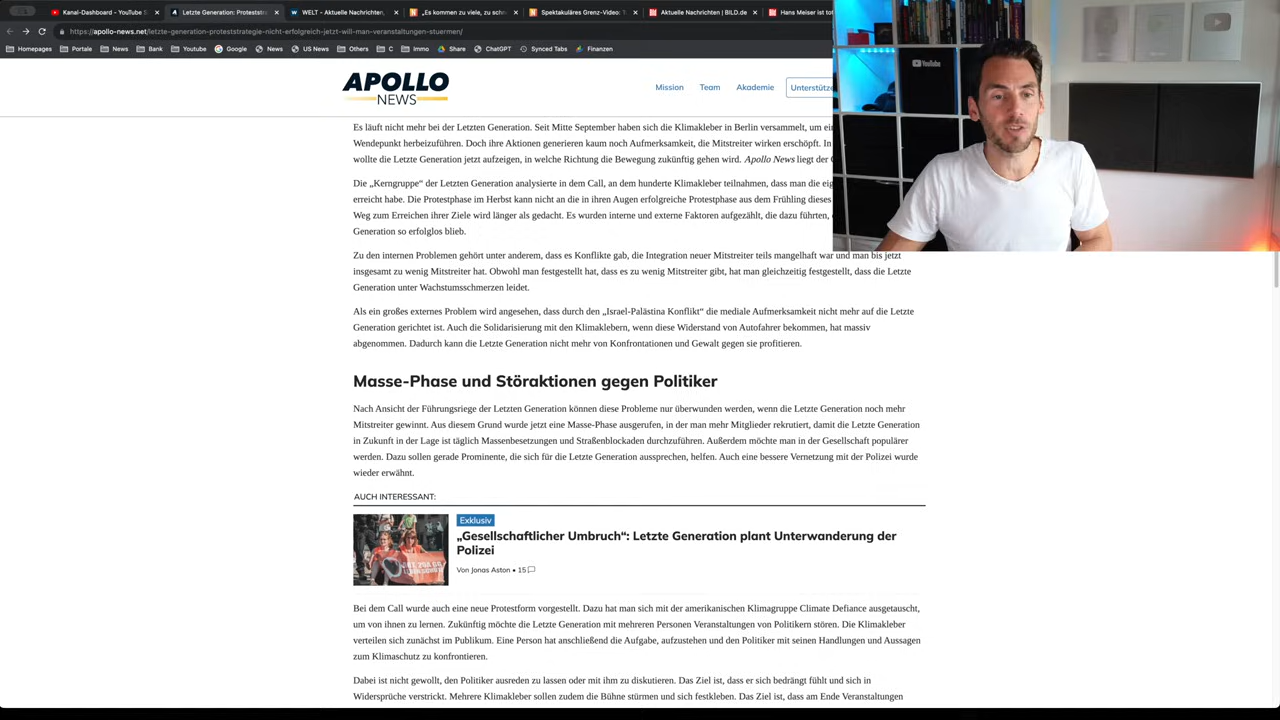 Kanal-Dashboard - YouTube S
Letzte Generation: Proteststra
WELT - Aktuelle Nachrichten,
„Es kommen zu viele, zu schn
Spektakuläres Grenz-Video: 1
Aktuelle Nachrichten | BILD.de
Hans Meiser ist tot
https://apollo-news.net/letzte-generation-proteststrategie-nicht-erfolgreich-jetzt-will-man-veranstaltungen-stuermen/
Homepages Portale News Bank Youtube Google News US News Others C Immo Share ChatGPT Synced Tabs Finanzen
YouTube
APOLLO
NEWS
Mission Team Akademie Unterstütze
Es läuft nicht mehr bei der Letzten Generation. Seit Mitte September haben sich die Klimakleber in Berlin versammelt, um ein
Wendepunkt herbeizuführen. Doch ihre Aktionen generieren kaum noch Aufmerksamkeit, die Mitstreiter wirken erschöpft. In
wollte die Letzte Generation jetzt aufzeigen, in welche Richtung die Bewegung zukünftig gehen wird. Apollo News liegt der
Die „Kerngruppe“ der Letzten Generation analysierte in dem Call, an dem hunderte Klimakleber teilnahmen, dass man die eig
erreicht habe. Die Protestphase im Herbst kann nicht an die in ihren Augen erfolgreiche Protestphase aus dem Frühling dieses
Weg zum Erreichen ihrer Ziele wird länger als gedacht. Es wurden interne und externe Faktoren aufgezählt, die dazu führten,
Generation so erfolglos blieb.
Zu den internen Problemen gehört unter anderem, dass es Konflikte gab, die Integration neuer Mitstreiter teils mangelhaft war und man bis jetzt
insgesamt zu wenig Mitstreiter hat. Obwohl man festgestellt hat, dass es zu wenig Mitstreiter gibt, hat man gleichzeitig festgestellt, dass die Letzte
Generation unter Wachstumsschmerzen leidet.
Als ein großes externes Problem wird angesehen, dass durch den „Israel-Palästina Konflikt“ die mediale Aufmerksamkeit nicht mehr auf die Letzte
Generation gerichtet ist. Auch die Solidarisierung mit den Klimaklebern, wenn diese Widerstand von Autofahrer bekommen, hat massiv
abgenommen. Dadurch kann die Letzte Generation nicht mehr von Konfrontationen und Gewalt gegen sie profitieren.
Masse-Phase und Störaktionen gegen Politiker
Nach Ansicht der Führungsriege der Letzten Generation können diese Probleme nur überwunden werden, wenn die Letzte Generation noch mehr
Mitstreiter gewinnt. Aus diesem Grund wurde jetzt eine Masse-Phase ausgerufen, in der man mehr Mitglieder rekrutiert, damit die Letzte Generation
in Zukunft in der Lage ist täglich Massenbesetzungen und Straßenblockaden durchzuführen. Außerdem möchte man in der Gesellschaft populärer
werden. Dazu sollen gerade Prominente, die sich für die Letzte Generation aussprechen, helfen. Auch eine bessere Vernetzung mit der Polizei wurde
wieder erwähnt.
AUCH INTERESSANT:
Exklusiv
„Gesellschaftlicher Umbruch“: Letzte Generation plant Unterwanderung der
Polizei
Von Jonas Aston • 15
Bei dem Call wurde auch eine neue Protestform vorgestellt. Dazu hat man sich mit der amerikanischen Klimagruppe Climate Defiance ausgetauscht,
um von ihnen zu lernen. Zukünftig möchte die Letzte Generation mit mehreren Personen Veranstaltungen von Politikern stören. Die Klimakleber
verteilen sich zunächst im Publikum. Eine Person hat anschließend die Aufgabe, aufzustehen und den Politiker mit seinen Handlungen und Aussagen
zum Klimaschutz zu konfrontieren.
Dabei ist nicht gewollt, den Politiker ausreden zu lassen oder mit ihm zu diskutieren. Das Ziel ist, dass er sich bedrängt fühlt und sich in
Widersprüche verstrickt. Mehrere Klimakleber sollen zudem die Bühne stürmen und sich festkleben. Das Ziel ist, dass am Ende Veranstaltungen